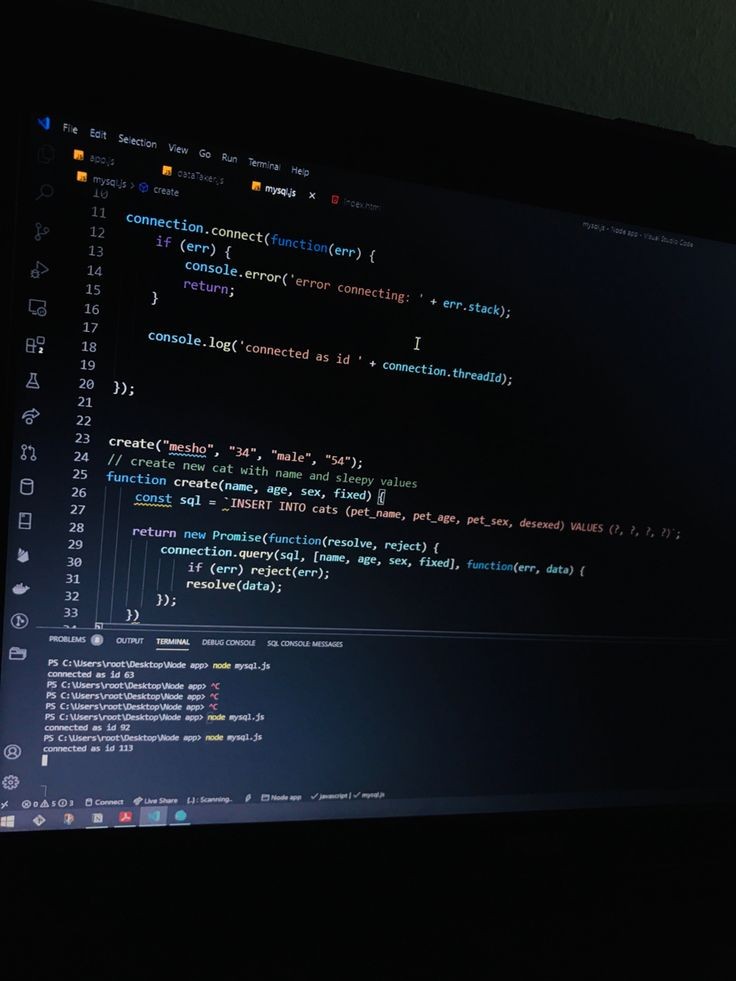 File Edit Selection View Go Run Terminal Help
app.js dataTaker.js mysql.js × index.html
mysql.js - Node app - Visual Studio Code
mysql.js > create
10
11 connection.connect(function(err) {
12 if (err) {
13 console.error('error connecting: ' + err.stack);
14 return;
15 }
16
17 console.log('connected as id ' + connection.threadId);
18
19
20 });
21
22
23 create("mesho", "34", "male", "54");
24 // create new cat with name and sleepy values
25 function create(name, age, sex, fixed) {
26 const sql = `INSERT INTO cats (pet_name, pet_age, pet_sex, desexed) VALUES (?, ?, ?, ?)`;
27
28 return new Promise(function(resolve, reject) {
29 connection.query(sql, [name, age, sex, fixed], function(err, data) {
30 if (err) reject(err);
31 resolve(data);
32 });
33 })
PROBLEMS 8 OUTPUT TERMINAL DEBUG CONSOLE SQL CONSOLE: MESSAGES
PS C:\Users\root\Desktop\Node app> node mysql.js
connected as id 63
PS C:\Users\root\Desktop\Node app> ^C
PS C:\Users\root\Desktop\Node app> ^C
PS C:\Users\root\Desktop\Node app> ^C
PS C:\Users\root\Desktop\Node app> node mysql.js
connected as id 92
PS C:\Users\root\Desktop\Node app> node mysql.js
connected as id 113
0 5 3 Connect Live Share {..} : Scanning.. Node app javascript | mysql.js